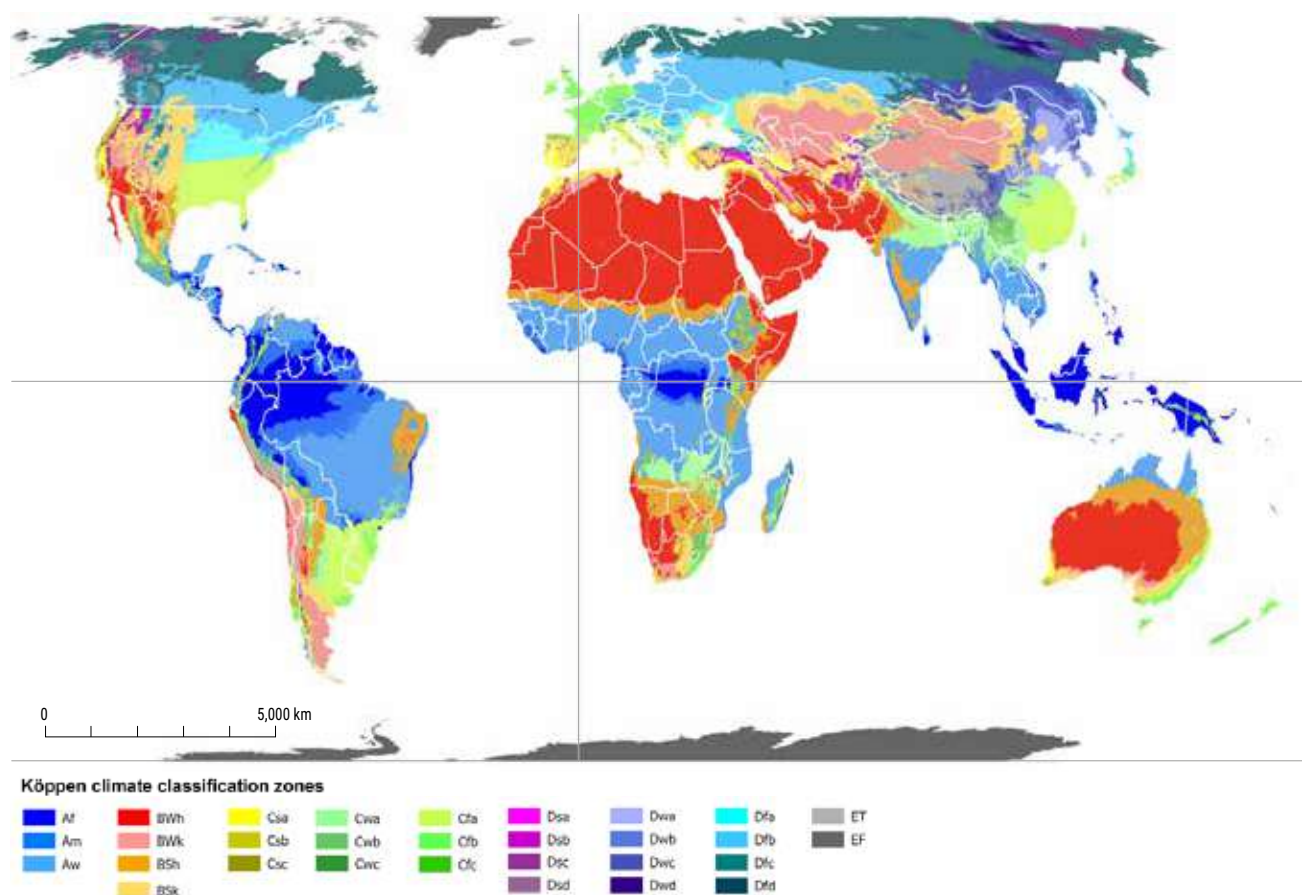 0 5,000 km
Köppen climate classification zones
Af BWh Csa Cwa Cfa Dsa Dwa Dfa ET
Am BWk Csb Cwb Cfb Dsb Dwb Dfb EF
Aw BSh Csc Cwc Cfc Dsc Dwc Dfc
BSk Dsd Dwd Dfd